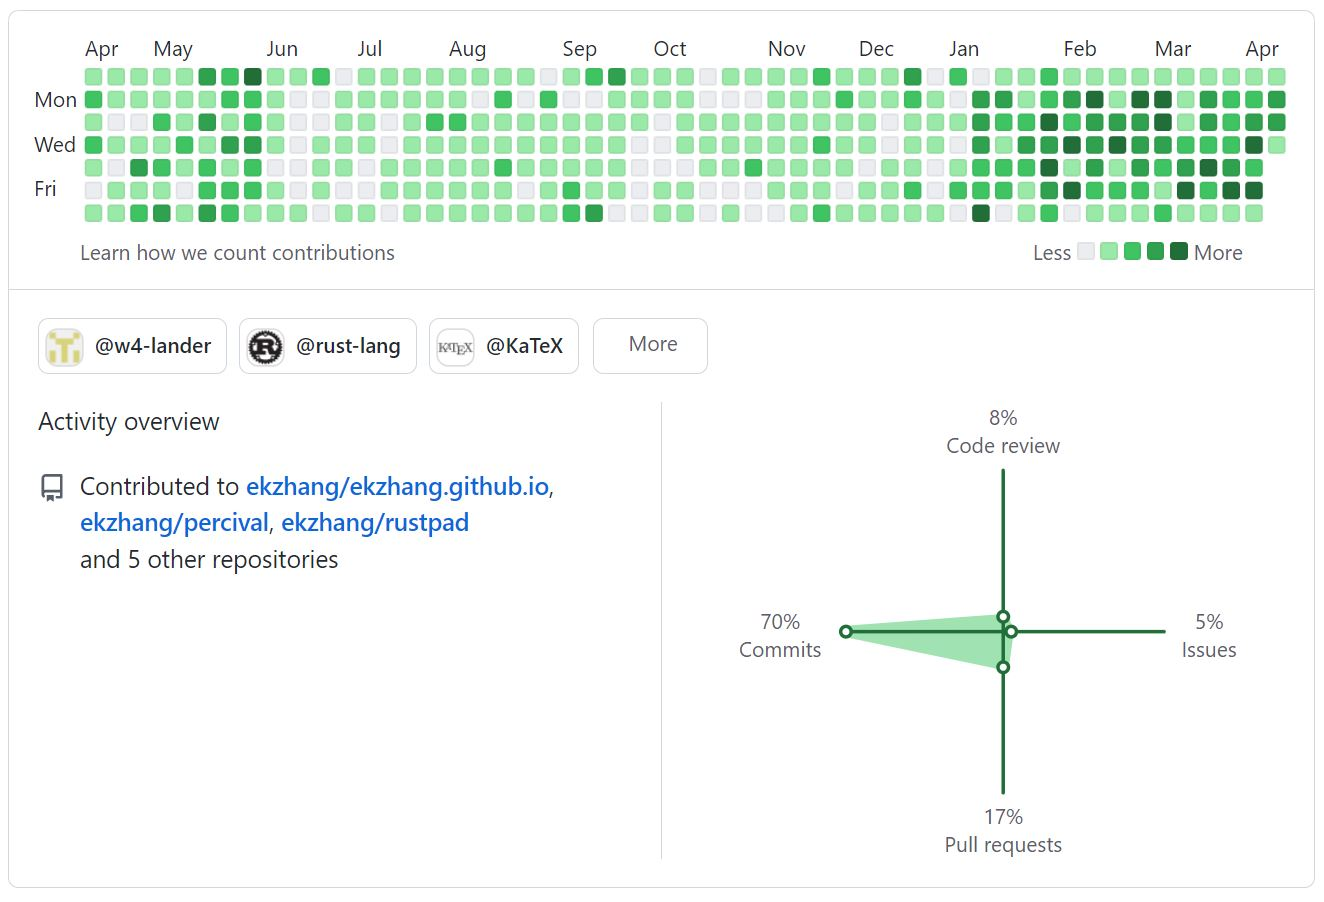 Apr May Jun Jul Aug Sep Oct Nov Dec Jan Feb Mar Apr
Mon
Wed
Fri
Learn how we count contributions
Less More
@w4-lander
@rust-lang
KATEX @KaTeX
More
Activity overview
Contributed to ekzhang/ekzhang.github.io,
ekzhang/percival, ekzhang/rustpad
and 5 other repositories
8%
Code review
70%
Commits
5%
Issues
17%
Pull requests